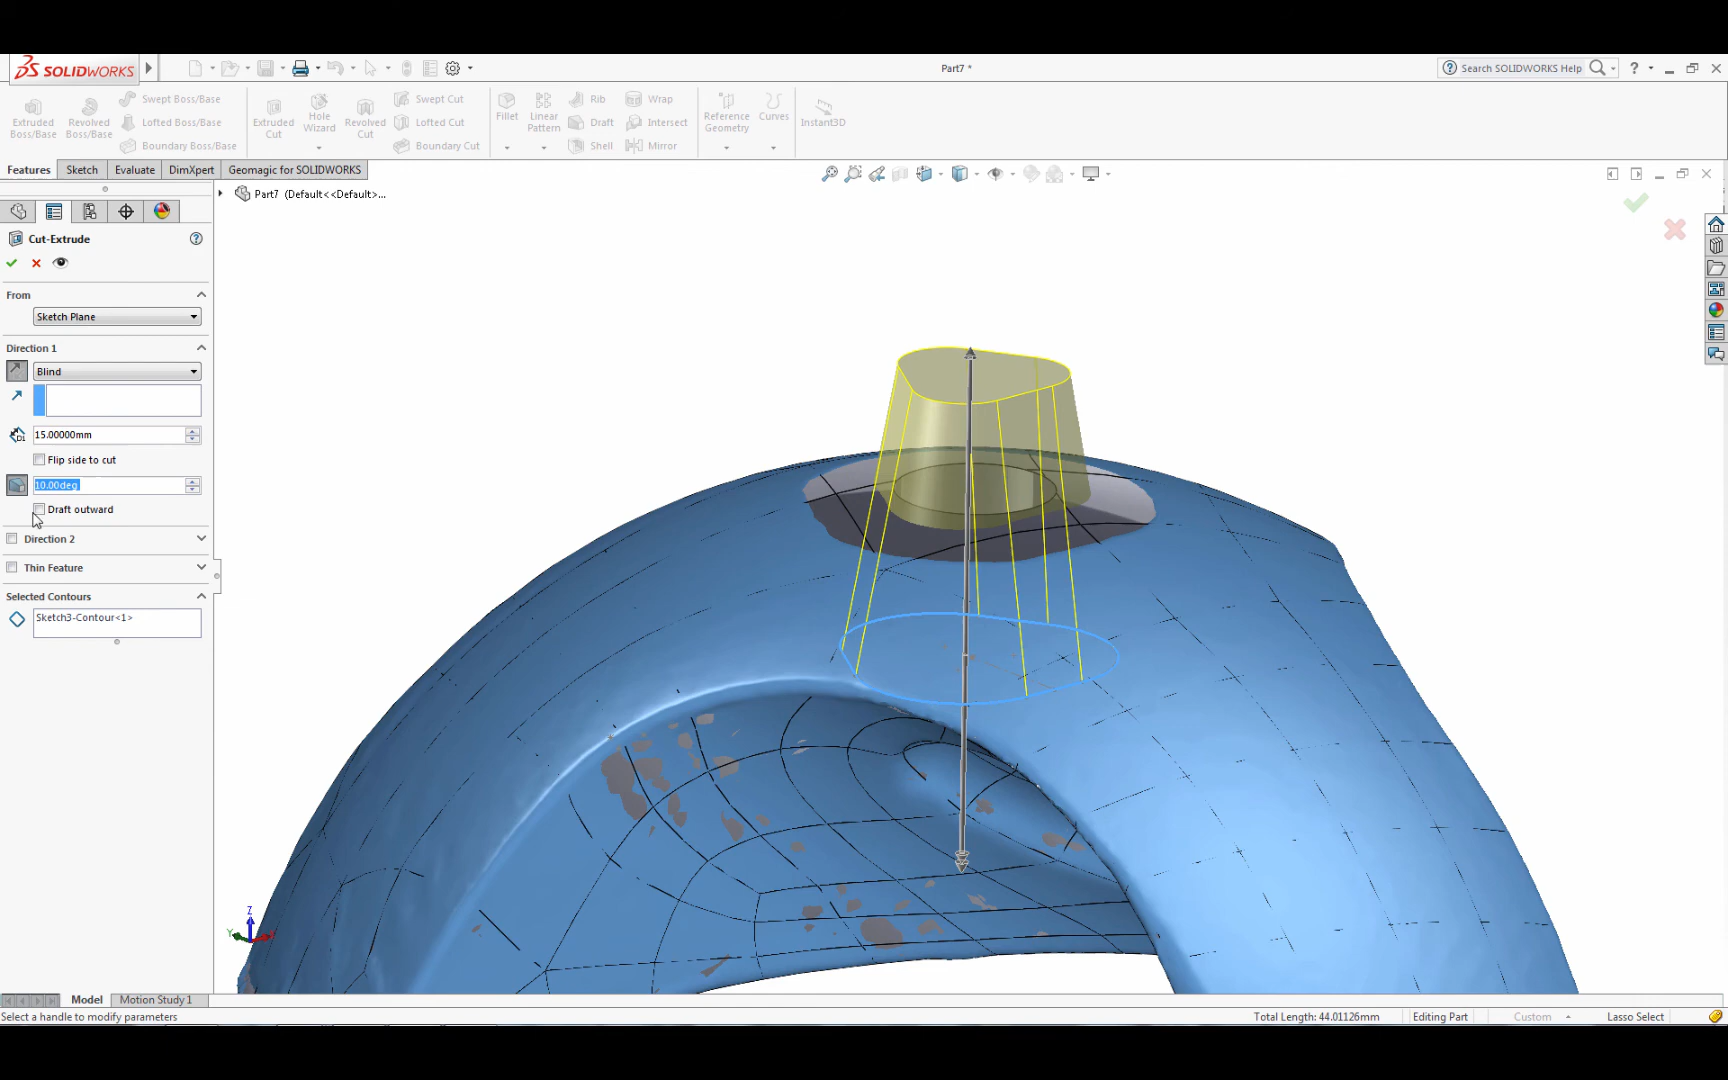 SOLIDWORKS
Part7 *
Search SOLIDWORKS Help
?
Extruded Boss/Base
Revolved Boss/Base
Swept Boss/Base
Lofted Boss/Base
Boundary Boss/Base
Extruded Cut
Hole Wizard
Revolved Cut
Swept Cut
Lofted Cut
Boundary Cut
Fillet
Linear Pattern
Rib
Draft
Shell
Wrap
Intersect
Mirror
Reference Geometry
Curves
Instant3D
Features
Sketch
Evaluate
DimXpert
Geomagic for SOLIDWORKS
Part7 (Default<<Default>...
Cut-Extrude
From
Sketch Plane
Direction 1
Blind
D1
15.00000mm
Flip side to cut
10.00deg
Draft outward
Direction 2
Thin Feature
Selected Contours
Sketch3-Contour<1>
Z
Y
Model
Motion Study 1
Select a handle to modify parameters
Total Length: 44.01126mm
Editing Part
Custom
Lasso Select